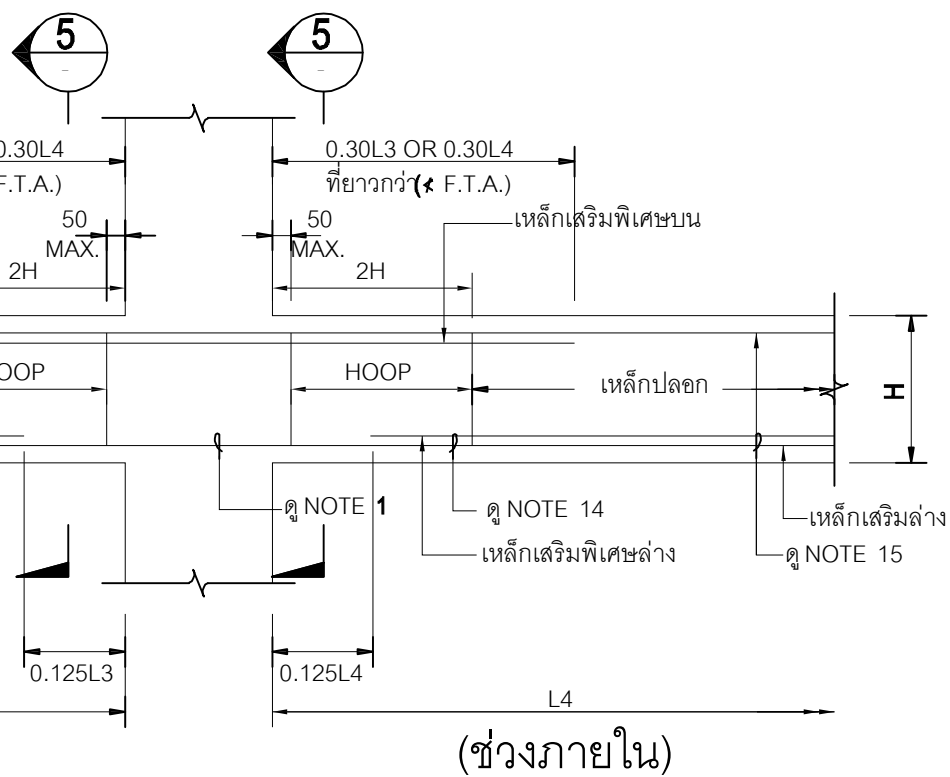 5
5
0.30L4
0.30L3 OR 0.30L4
F.T.A.)
ที่ยาวกว่า(≮ F.T.A.)
50
MAX.
50
MAX.
เหล็กเสริมพิเศษบน
2H
2H
OOP
HOOP
เหล็กปลอก
H
ดู NOTE 1
ดู NOTE 14
เหล็กเสริมล่าง
เหล็กเสริมพิเศษล่าง
ดู NOTE 15
0.125L3
0.125L4
L4
(ช่วงภายใน)